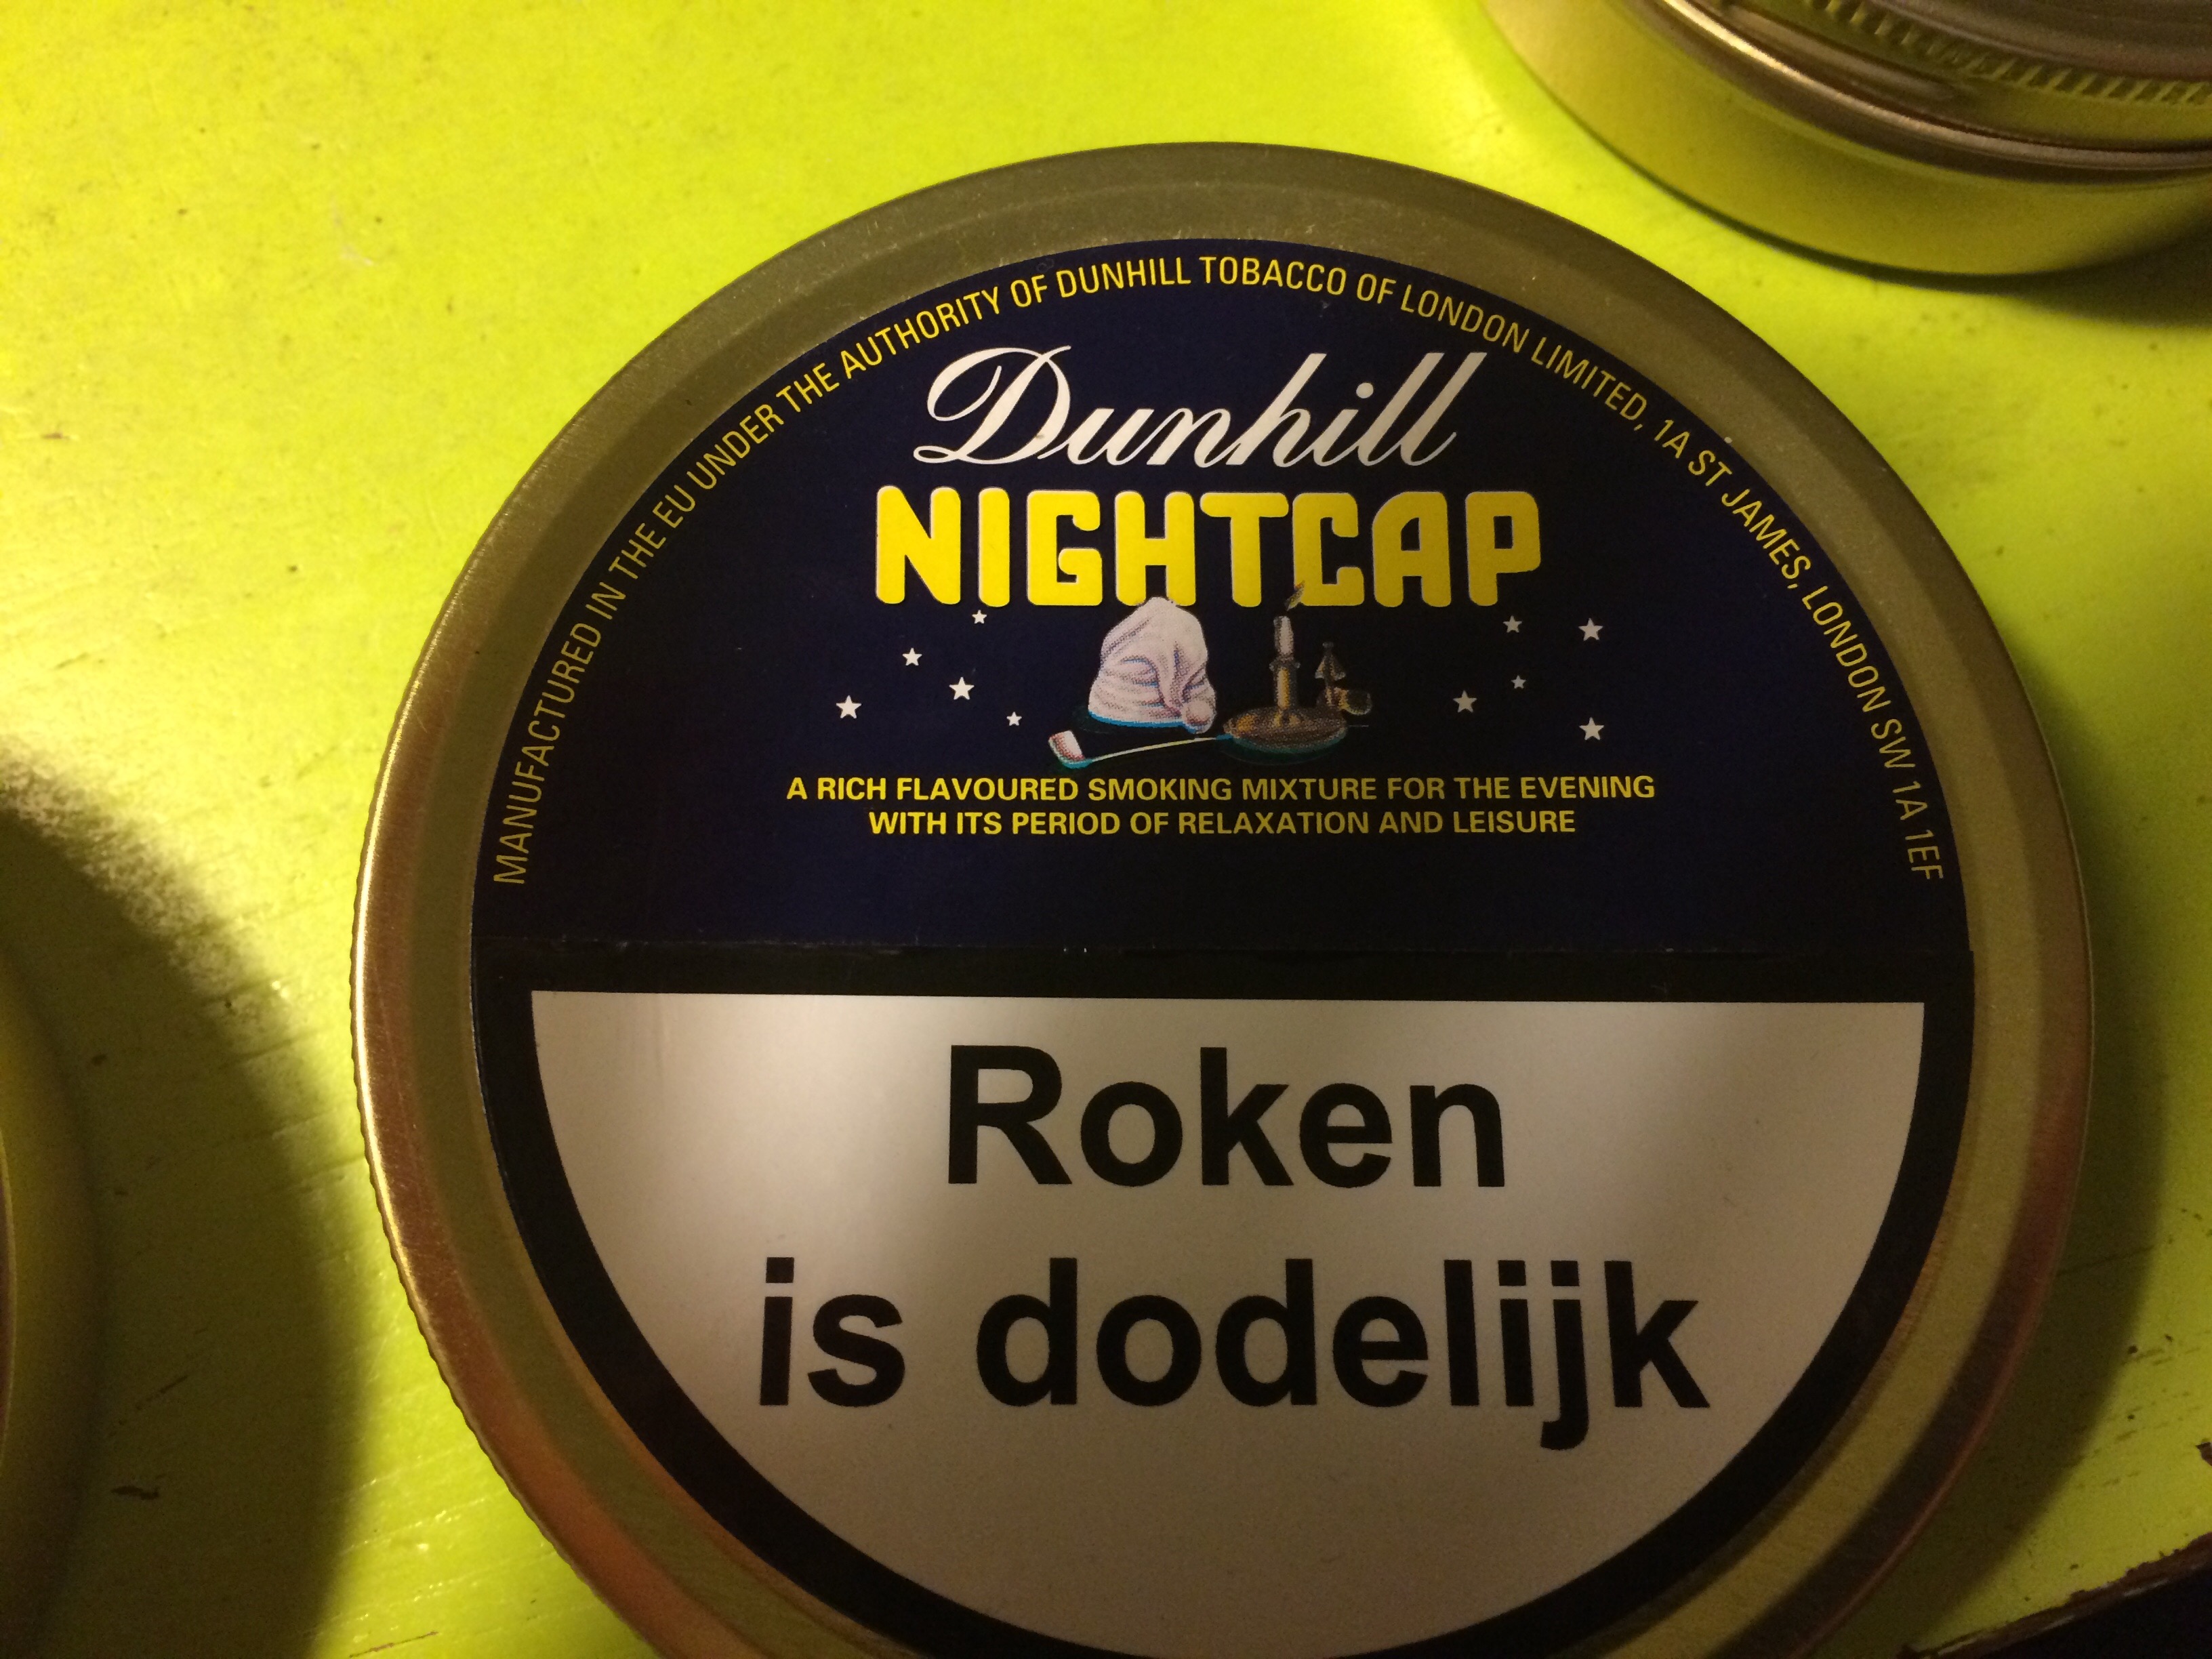 MANUFACTURED IN THE EU UNDER THE AUTHORITY OF DUNHILL TOBACCO OF LONDON LIMITED, 1A ST JAMES, LONDON SW 1A 1EF
Dunhill
NIGHTCAP
A RICH FLAVOURED SMOKING MIXTURE FOR THE EVENING
WITH ITS PERIOD OF RELAXATION AND LEISURE
Roken
is dodelijk